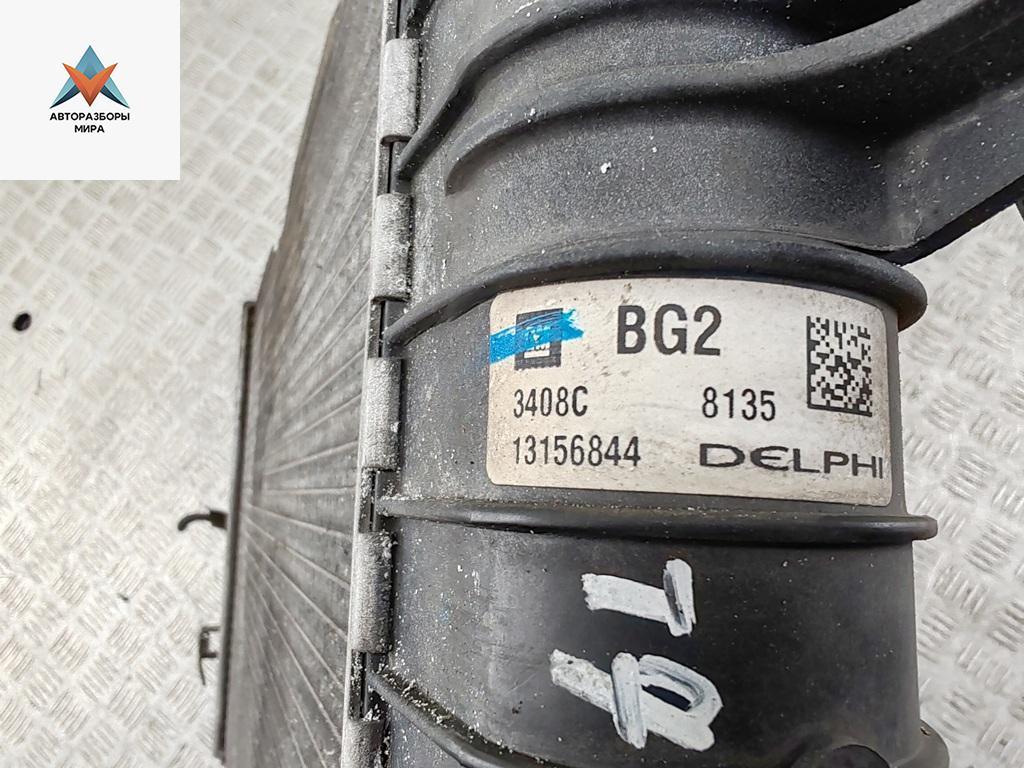 АВТОРАЗБОРЫ
МИРА
BG2
3408C 8135
13156844 DELPHI